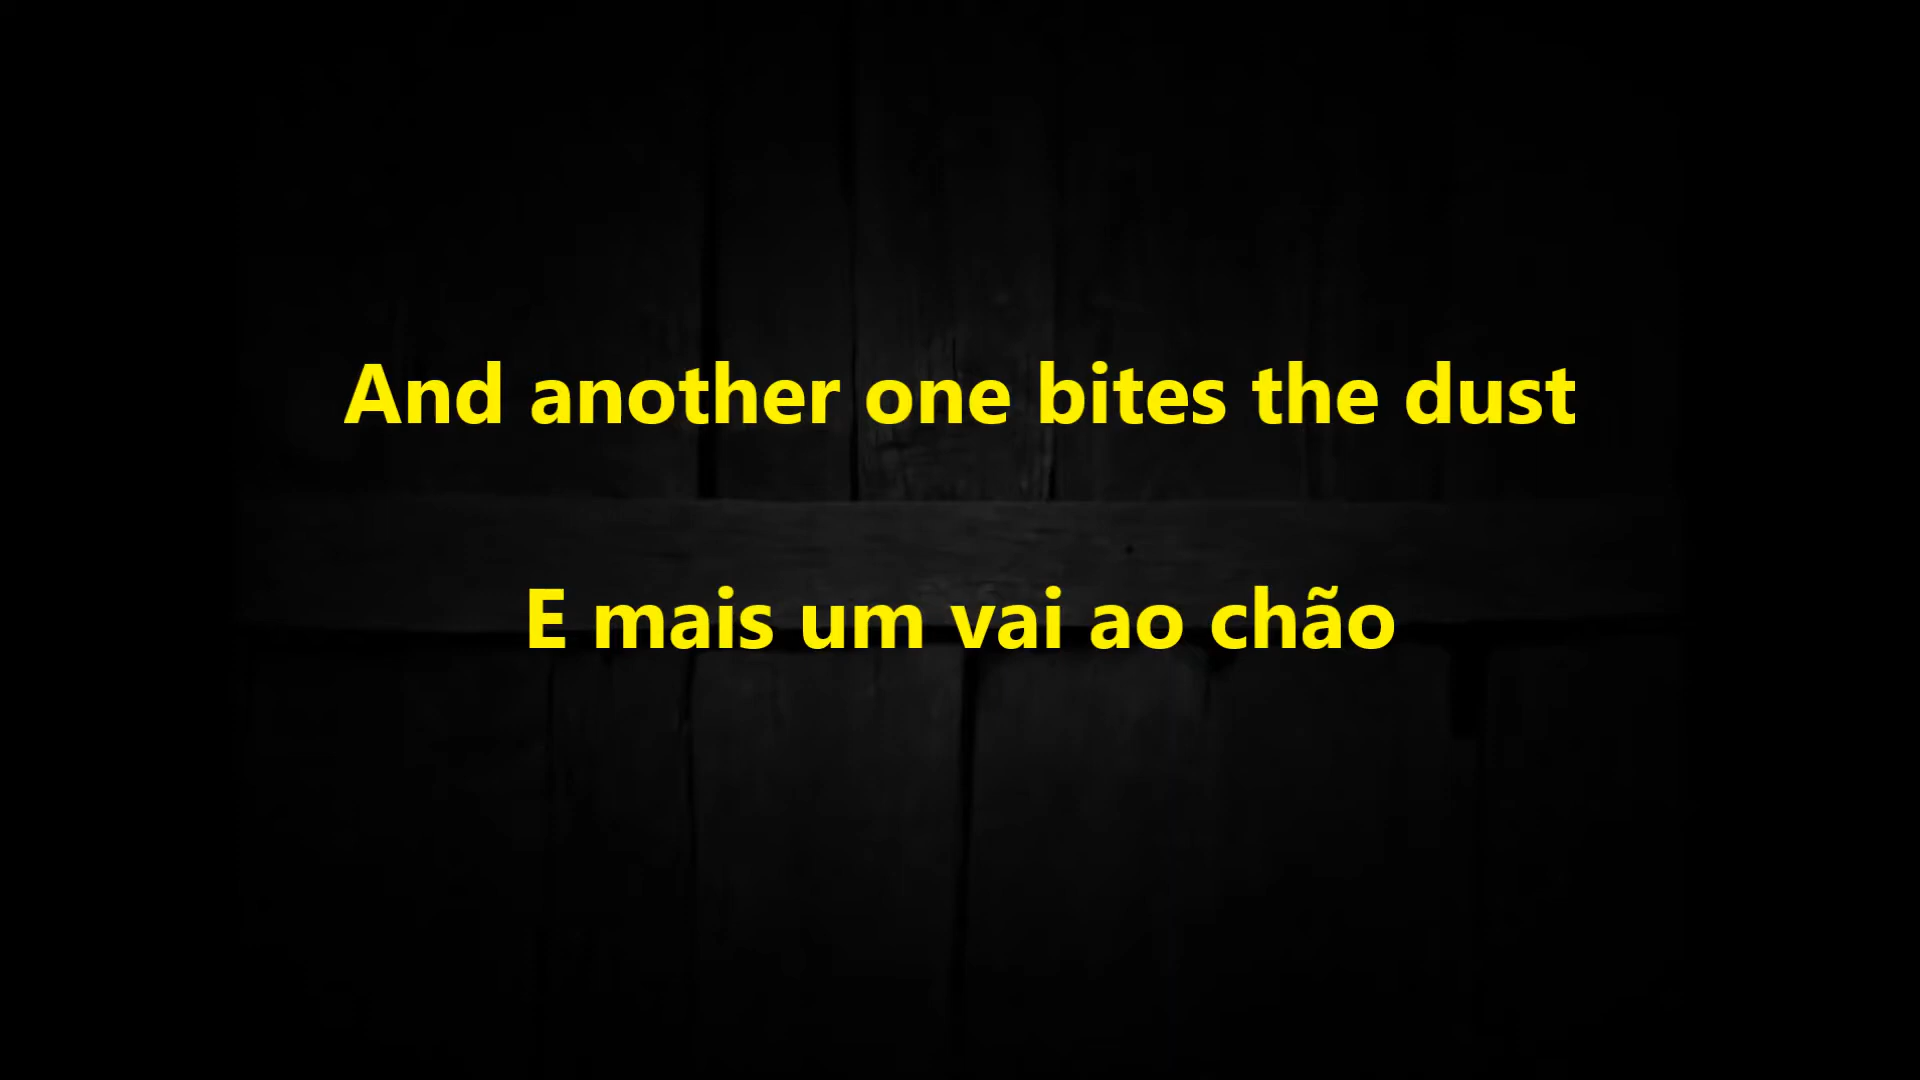 And another one bites the dust
E mais um vai ao chão